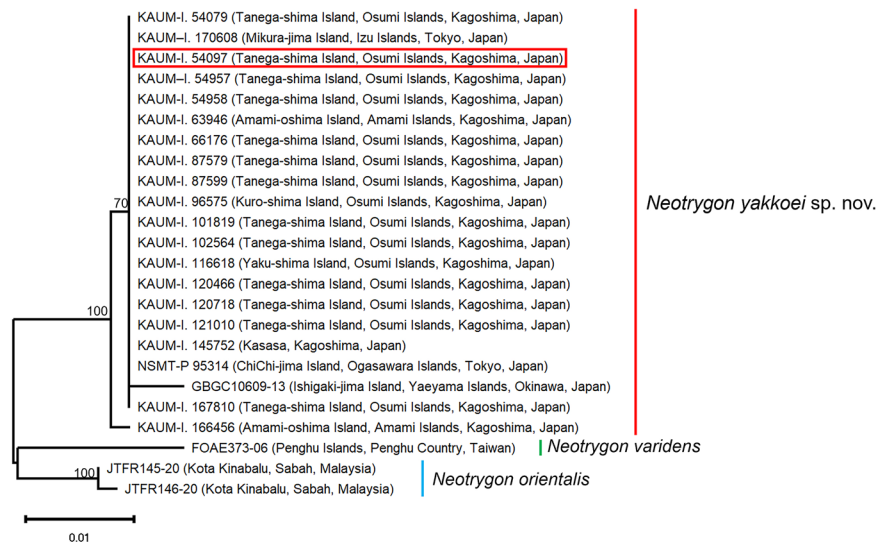 KAUM-I. 54079 (Tanega-shima Island, Osumi Islands, Kagoshima, Japan)
KAUM–I. 170608 (Mikura-jima Island, Izu Islands, Tokyo, Japan)
KAUM-I. 54097 (Tanega-shima Island, Osumi Islands, Kagoshima, Japan)
KAUM–I. 54957 (Tanega-shima Island, Osumi Islands, Kagoshima, Japan)
KAUM-I. 54958 (Tanega-shima Island, Osumi Islands, Kagoshima, Japan)
KAUM-I. 63946 (Amami-oshima Island, Amami Islands, Kagoshima, Japan)
KAUM-I. 66176 (Tanega-shima Island, Osumi Islands, Kagoshima, Japan)
KAUM-I. 87579 (Tanega-shima Island, Osumi Islands, Kagoshima, Japan)
KAUM-I. 87599 (Tanega-shima Island, Osumi Islands, Kagoshima, Japan)
70 KAUM-I. 96575 (Kuro-shima Island, Osumi Islands, Kagoshima, Japan)
Neotrygon yakkoei sp. nov.
KAUM-I. 101819 (Tanega-shima Island, Osumi Islands, Kagoshima, Japan)
KAUM-I. 102564 (Tanega-shima Island, Osumi Islands, Kagoshima, Japan)
KAUM-I. 116618 (Yaku-shima Island, Osumi Islands, Kagoshima, Japan)
KAUM-I. 120466 (Tanega-shima Island, Osumi Islands, Kagoshima, Japan)
100 KAUM-I. 120718 (Tanega-shima Island, Osumi Islands, Kagoshima, Japan)
KAUM-I. 121010 (Tanega-shima Island, Osumi Islands, Kagoshima, Japan)
KAUM-I. 145752 (Kasasa, Kagoshima, Japan)
NSMT-P 95314 (ChiChi-jima Island, Ogasawara Islands, Tokyo, Japan)
GBGC10609-13 (Ishigaki-jima Island, Yaeyama Islands, Okinawa, Japan)
KAUM-I. 167810 (Tanega-shima Island, Osumi Islands, Kagoshima, Japan)
KAUM-I. 166456 (Amami-oshima Island, Amami Islands, Kagoshima, Japan)
FOAE373-06 (Penghu Islands, Penghu Country, Taiwan) Neotrygon varidens
100 JTFR145-20 (Kota Kinabalu, Sabah, Malaysia)
Neotrygon orientalis
JTFR146-20 (Kota Kinabalu, Sabah, Malaysia)
0.01